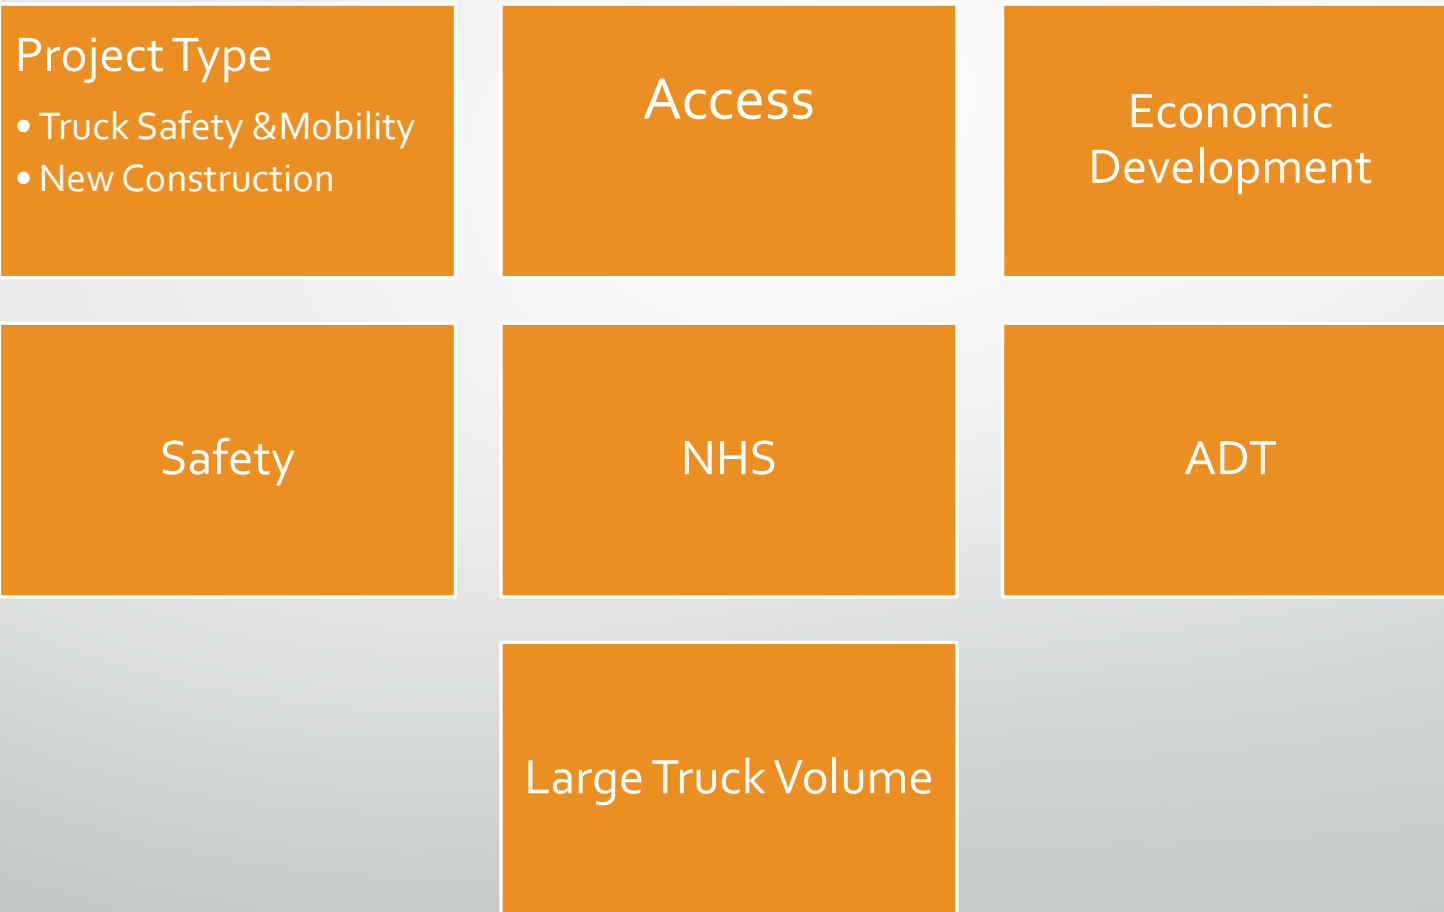 Project Type
• Truck Safety &Mobility
• New Construction
Access
Economic
Development
Safety
NHS
ADT
Large Truck Volume